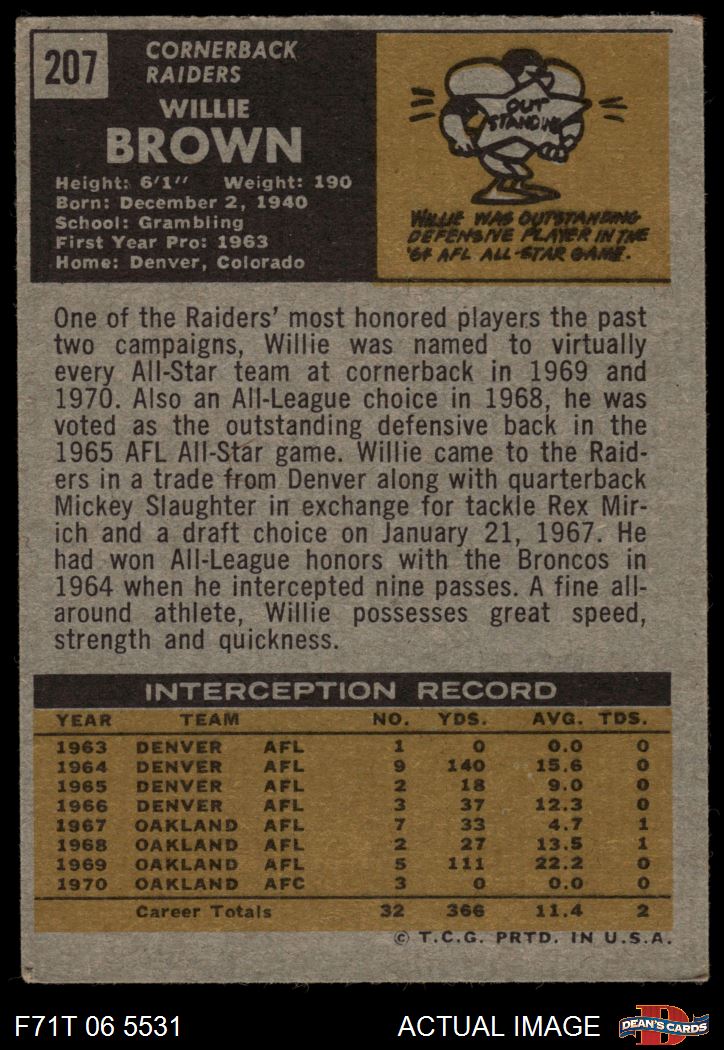 207
CORNERBACK
RAIDERS
WILLIE
BROWN
Height: 6'1" Weight: 190
Born: December 2, 1940
School: Grambling
First Year Pro: 1963
Home: Denver, Colorado
OUT
STANDING
WILLIE WAS OUTSTANDING
DEFENSIVE PLAYER IN THE
'64 AFL ALL-STAR GAME.
One of the Raiders' most honored players the past
two campaigns, Willie was named to virtually
every All-Star team at cornerback in 1969 and
1970. Also an All-League choice in 1968, he was
voted as the outstanding defensive back in the
1965 AFL All-Star game. Willie came to the Raid-
ers in a trade from Denver along with quarterback
Mickey Slaughter in exchange for tackle Rex Mir-
ich and a draft choice on January 21, 1967. He
had won All-League honors with the Broncos in
1964 when he intercepted nine passes. A fine all-
around athlete, Willie possesses great speed,
strength and quickness.
INTERCEPTION RECORD
YEAR TEAM NO. YDS. AVG. TDS.
1963 DENVER AFL 1 0 0.0 0
1964 DENVER AFL 9 140 15.6 0
1965 DENVER AFL 2 18 9.0 0
1966 DENVER AFL 3 37 12.3 0
1967 OAKLAND AFL 7 33 4.7 1
1968 OAKLAND AFL 2 27 13.5 1
1969 OAKLAND AFL 5 111 22.2 0
1970 OAKLAND AFC 3 0 0.0 0
Career Totals 32 366 11.4 2
© T.C.G. PRTD. IN U.S.A.
F71T 06 5531 ACTUAL IMAGE
D
DEAN'S CARDS